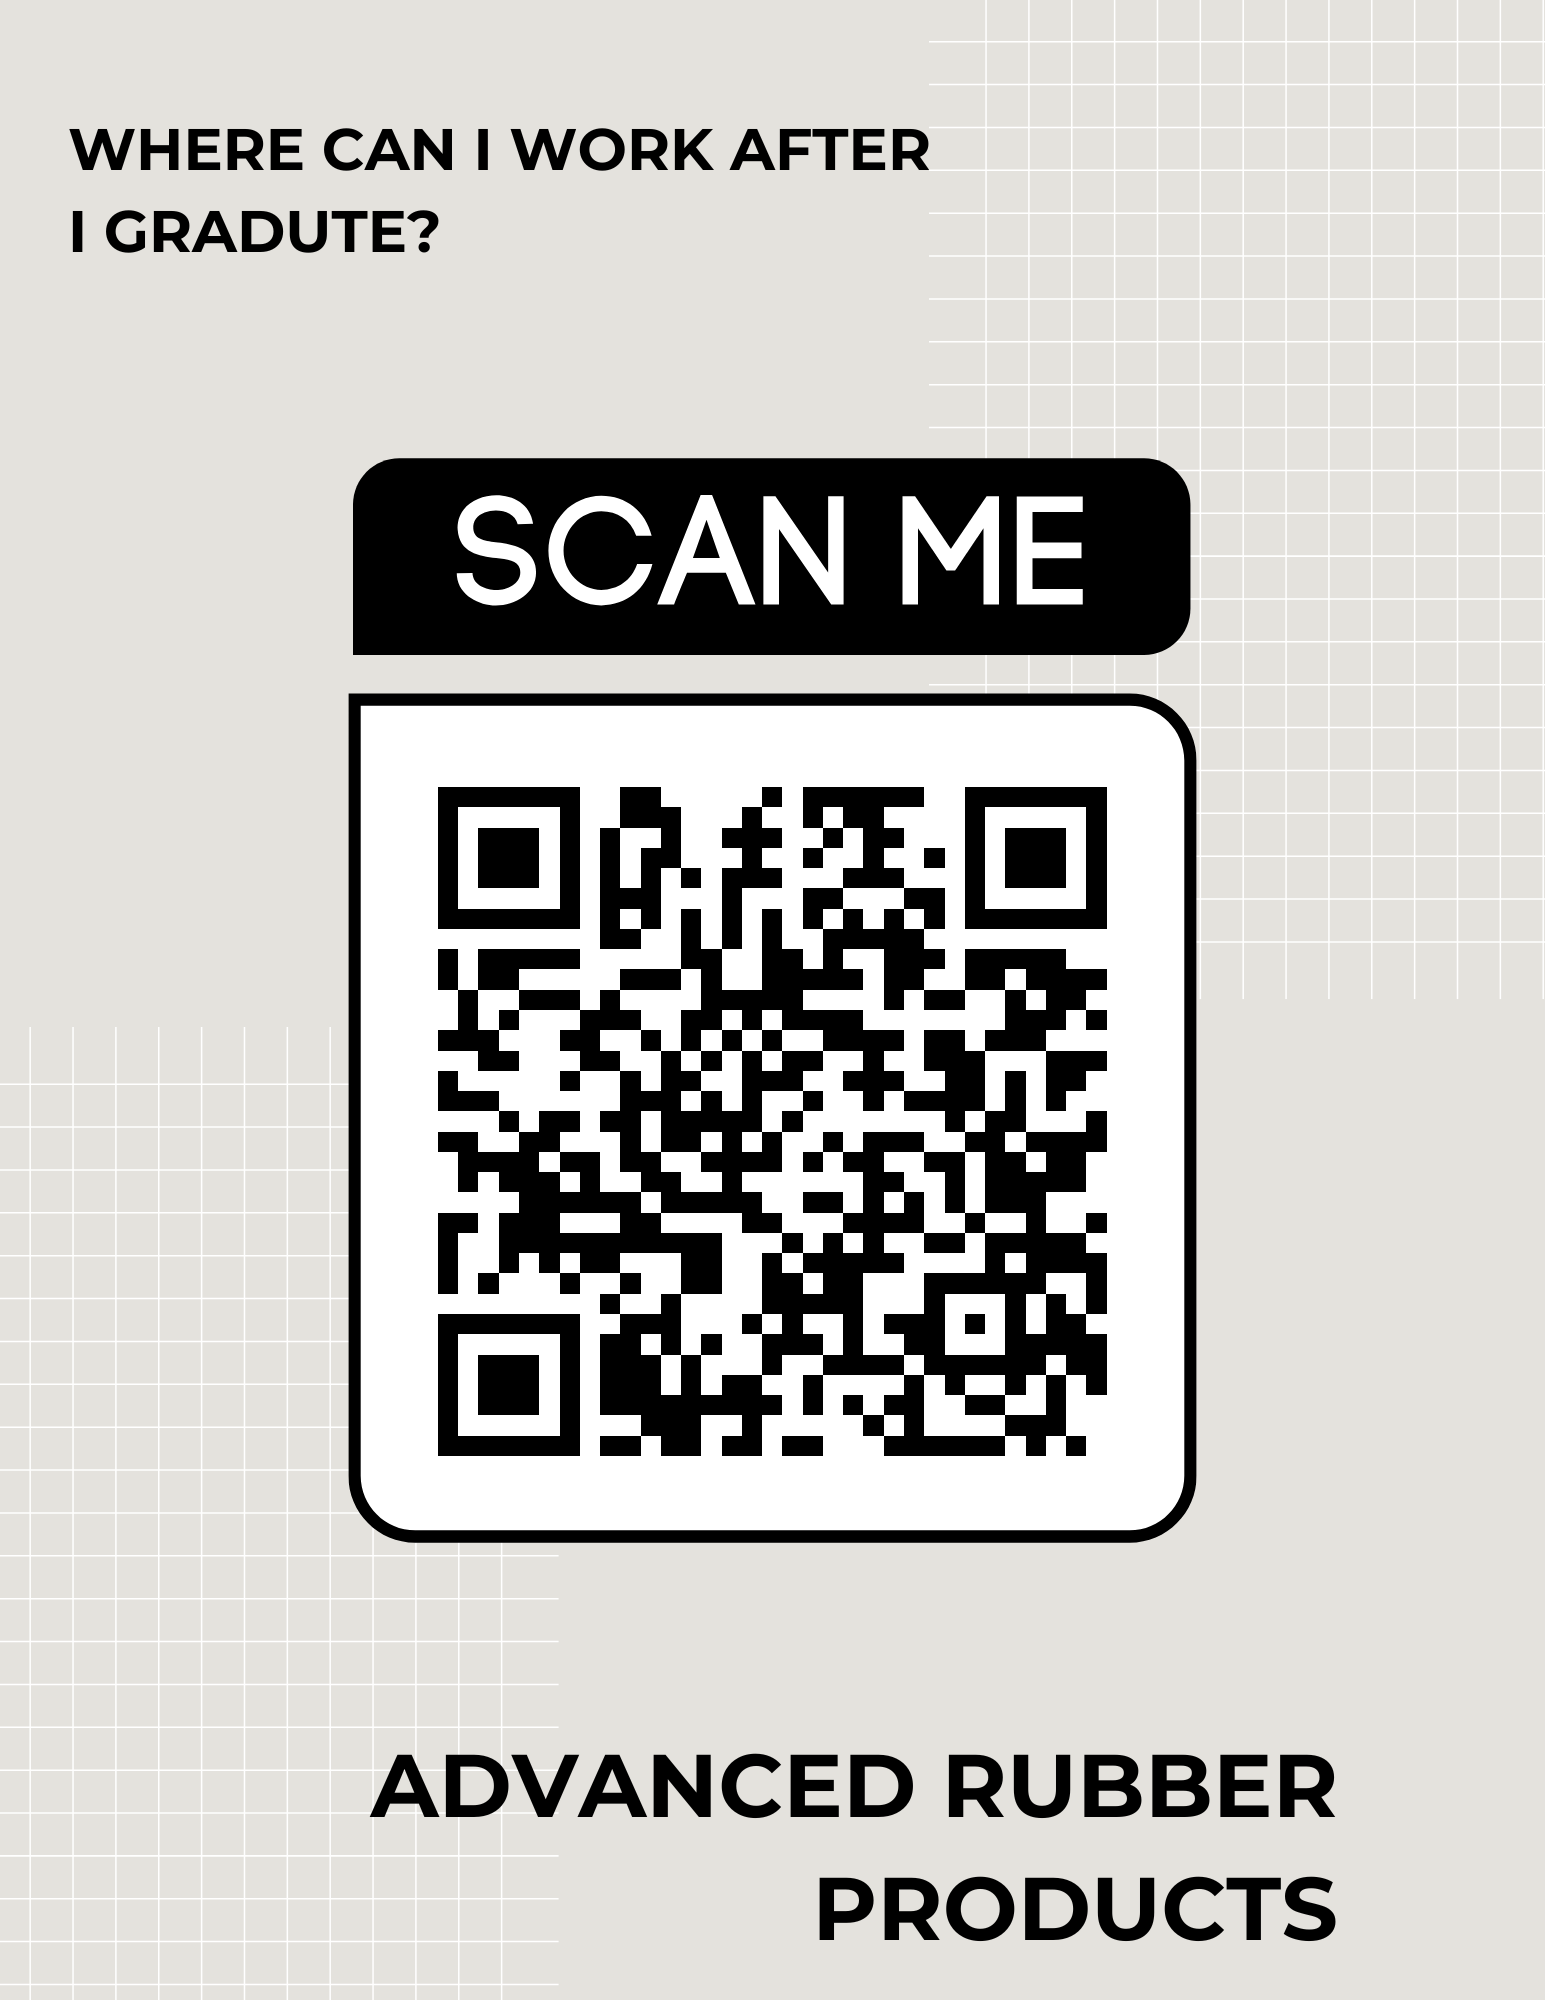 WHERE CAN I WORK AFTER
I GRADUTE?
SCAN ME
ADVANCED RUBBER
PRODUCTS